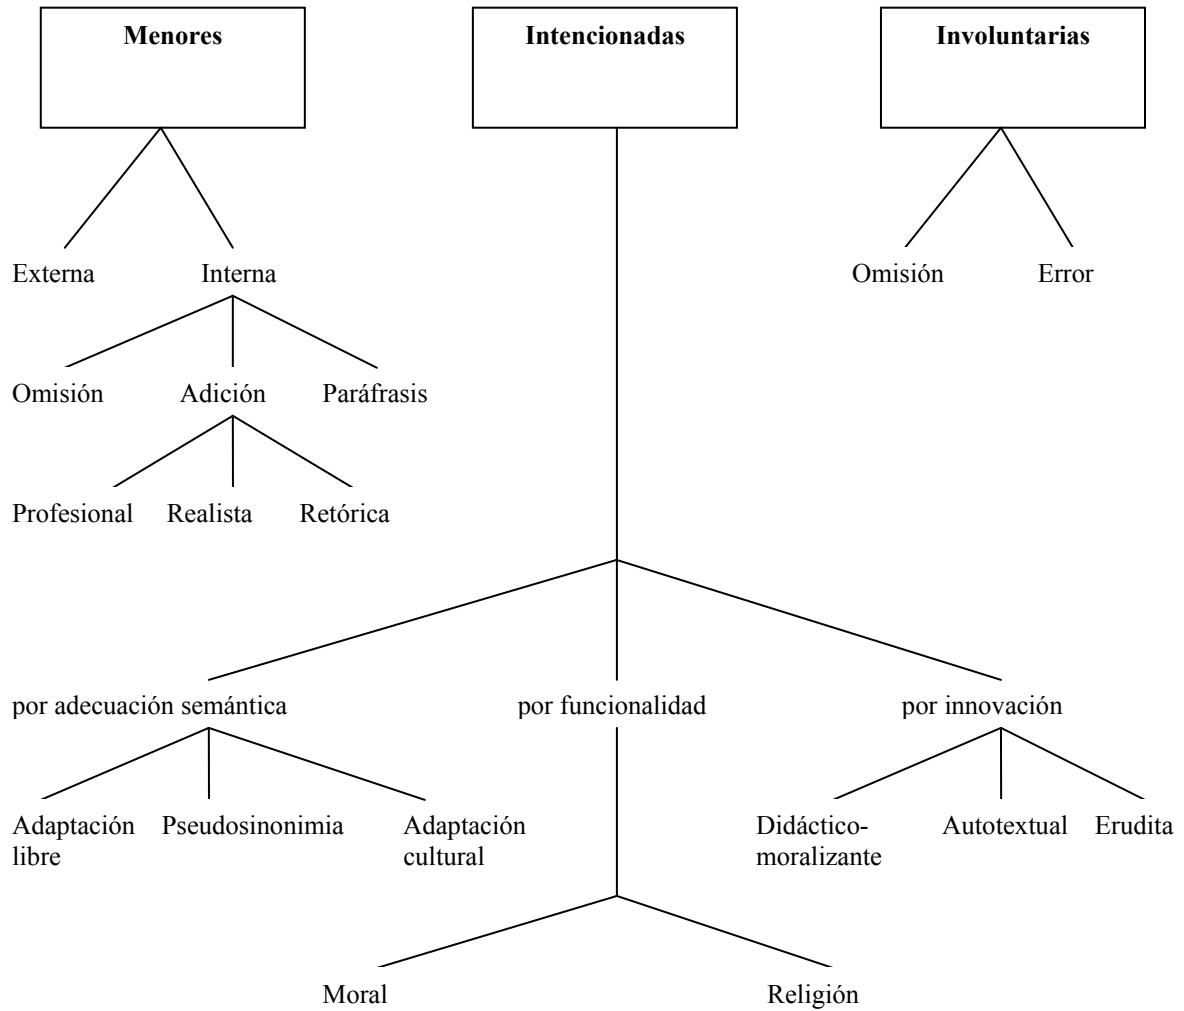 Menores
Intencionadas
Involuntarias
Externa
Interna
Omisión
Error
Omisión
Adición
Paráfrasis
Profesional
Realista
Retórica
por adecuación semántica
por funcionalidad
por innovación
Adaptación
libre
Pseudosinonimia
Adaptación
cultural
Didáctico-
moralizante
Autotextual
Erudita
Moral
Religión